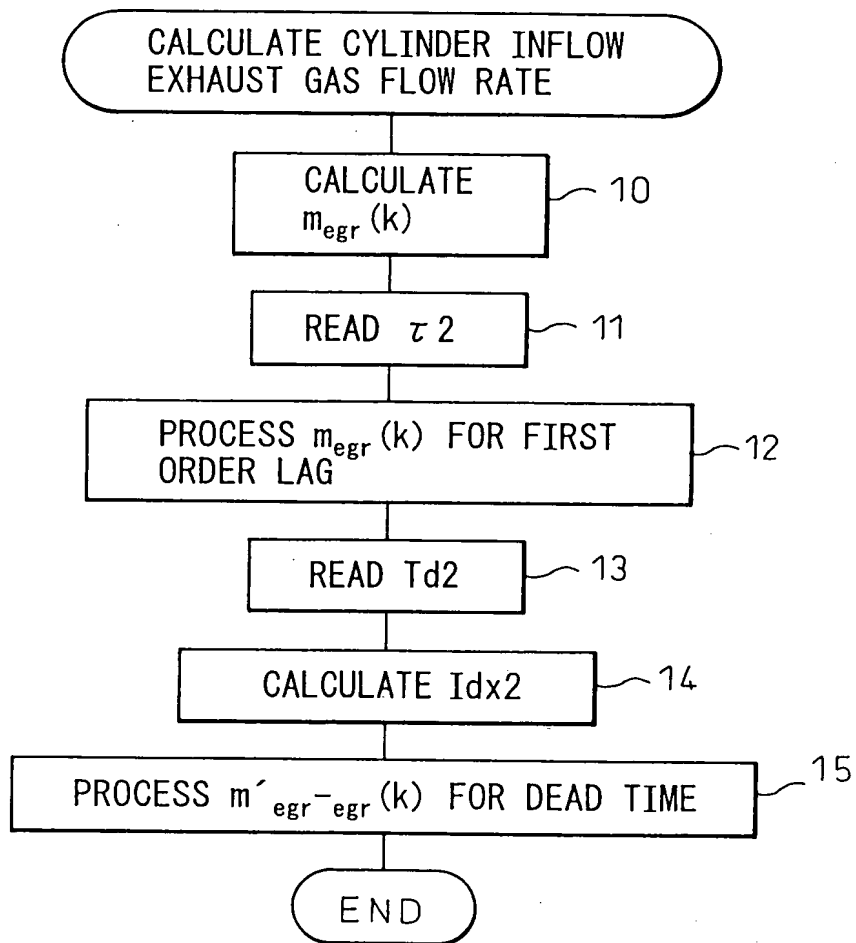 CALCULATE CYLINDER INFLOW
EXHAUST GAS FLOW RATE
CALCULATE
m_egr (k)
10
READ τ2
11
PROCESS m_egr (k) FOR FIRST
ORDER LAG
12
READ Td2
13
CALCULATE Idx2
14
PROCESS m´_egr-egr (k) FOR DEAD TIME
15
END